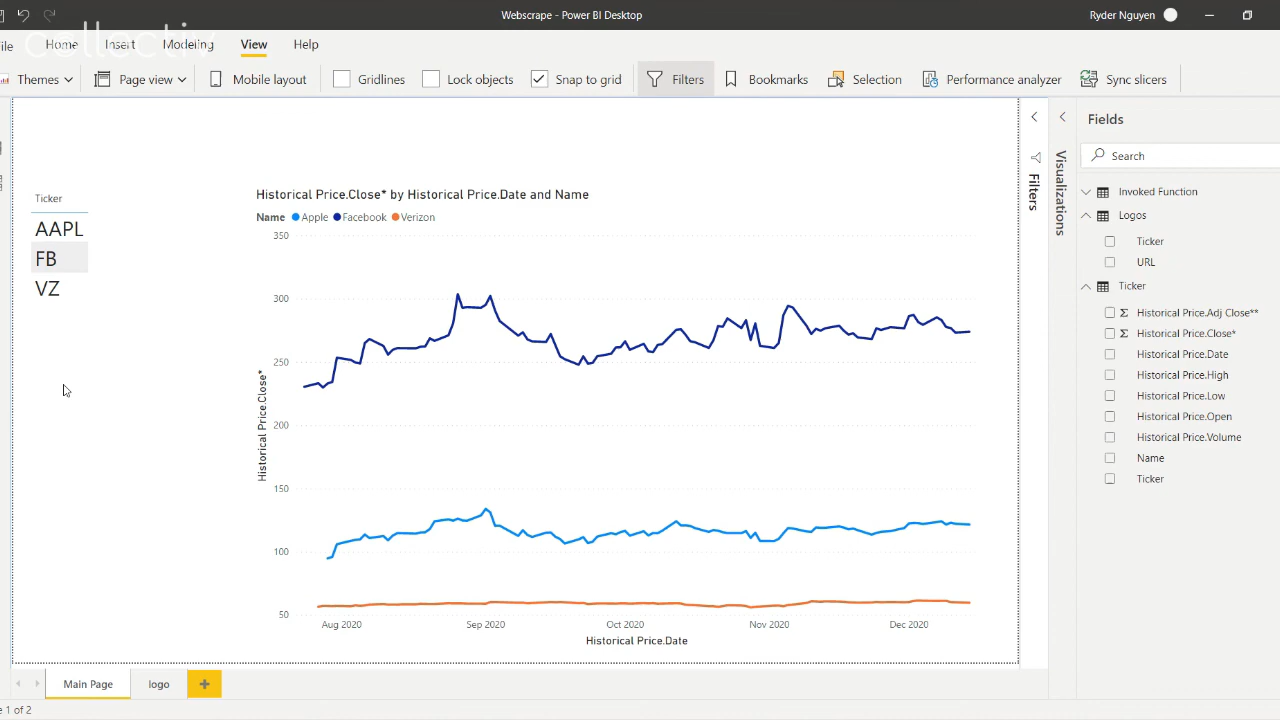 Webscrape - Power BI Desktop
Ryder Nguyen
collectiv
Home Insert Modeling View Help
Themes Page view Mobile layout Gridlines Lock objects Snap to grid Filters Bookmarks Selection Performance analyzer Sync slicers
Ticker
AAPL
FB
VZ
Historical Price.Close* by Historical Price.Date and Name
Name Apple Facebook Verizon
350
300
250
200
150
100
50
Historical Price.Close*
Aug 2020 Sep 2020 Oct 2020 Nov 2020 Dec 2020
Historical Price.Date
Filters
Visualizations
Fields
Search
Invoked Function
Logos
Ticker
URL
Ticker
Σ Historical Price.Adj Close**
Σ Historical Price.Close*
Historical Price.Date
Historical Price.High
Historical Price.Low
Historical Price.Open
Historical Price.Volume
Name
Ticker
Main Page logo +
e 1 of 2